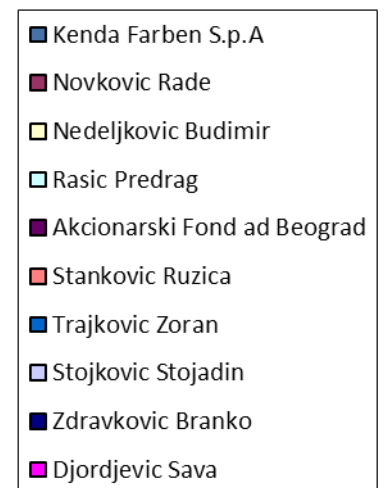 Kenda Farben S.p.A
Novkovic Rade
Nedeljkovic Budimir
Rasic Predrag
Akcionarski Fond ad Beograd
Stankovic Ruzica
Trajkovic Zoran
Stojkovic Stojadin
Zdravkovic Branko
Djordjevic Sava